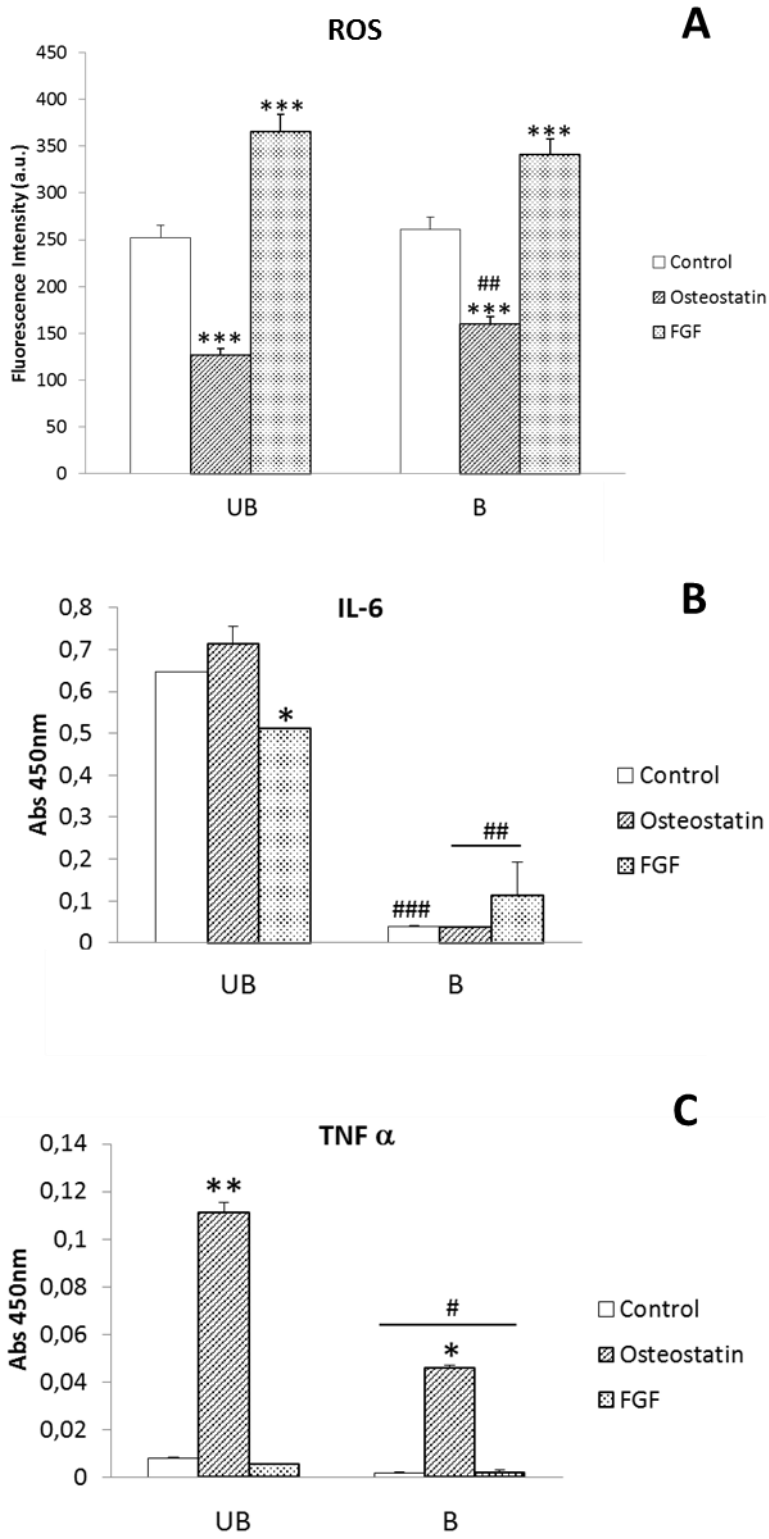 ROS
A
450
400
350
300
250
200
150
100
50
0
Fluorescence Intensity (a.u.)
***
***
***
##
***
UB
B
Control
Osteostatin
FGF
IL-6
B
0,8
0,7
0,6
0,5
0,4
0,3
0,2
0,1
0
Abs 450nm
*
###
##
UB
B
Control
Osteostatin
FGF
TNF α
C
0,14
0,12
0,1
0,08
0,06
0,04
0,02
0
Abs 450nm
**
#
*
UB
B
Control
Osteostatin
FGF